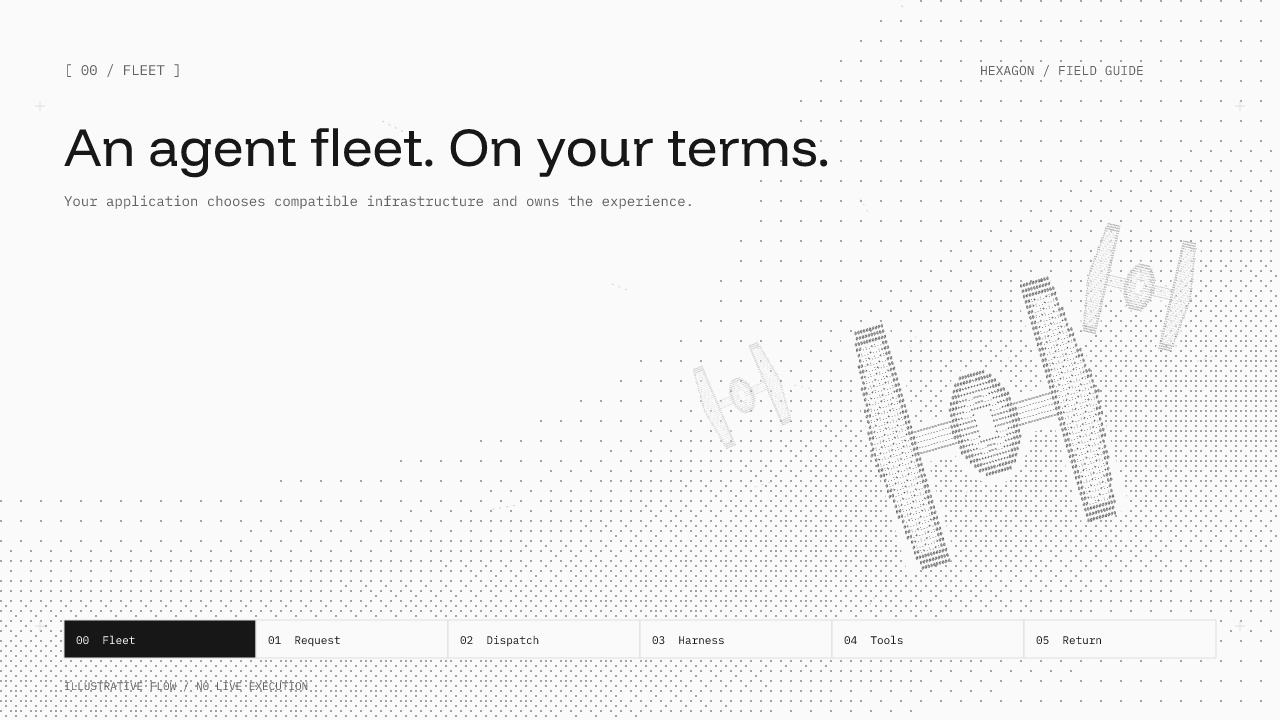 [ 00 / FLEET ]
HEXAGON / FIELD GUIDE
An agent fleet. On your terms.
Your application chooses compatible infrastructure and owns the experience.
00 Fleet
01 Request
02 Dispatch
03 Harness
04 Tools
05 Return
ILLUSTRATIVE FLOW / NO LIVE EXECUTION